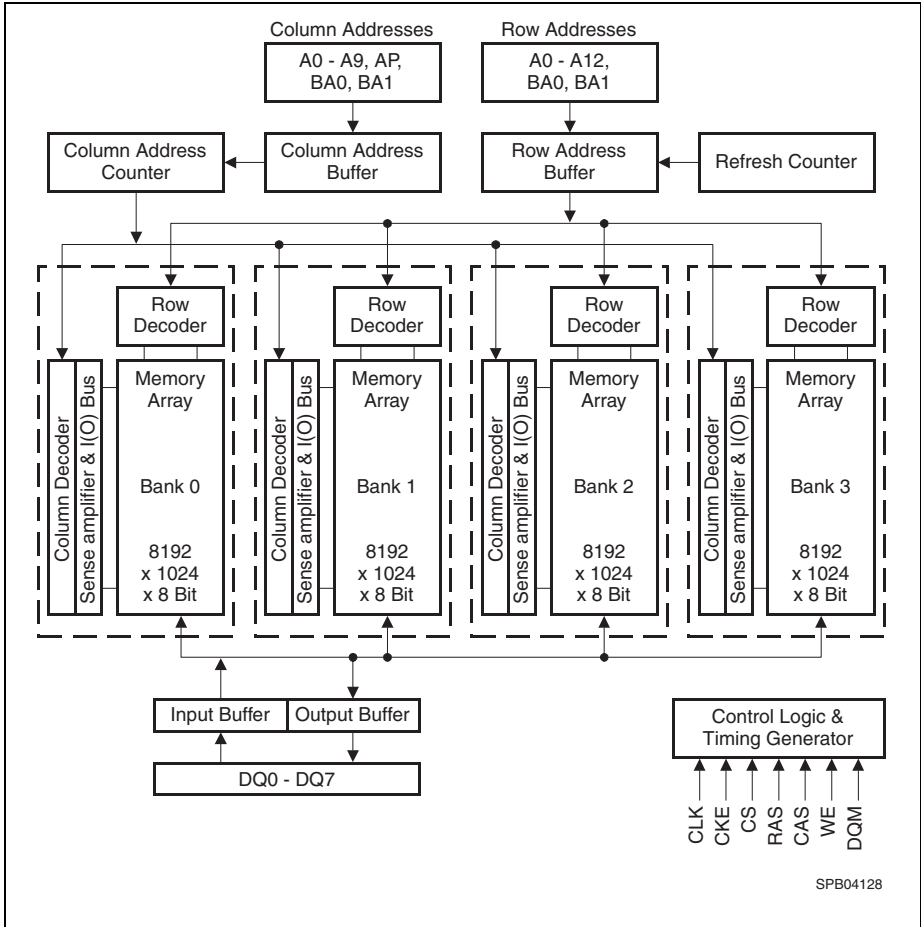 Column Addresses
Row Addresses
A0 - A9, AP,
BA0, BA1
A0 - A12,
BA0, BA1
Column Address
Counter
Column Address
Buffer
Row Address
Buffer
Refresh Counter
Row
Decoder
Row
Decoder
Row
Decoder
Row
Decoder
Column Decoder
Sense amplifier & I(O) Bus
Memory
Array
Bank 0
8192
x 1024
x 8 Bit
Column Decoder
Sense amplifier & I(O) Bus
Memory
Array
Bank 1
8192
x 1024
x 8 Bit
Column Decoder
Sense amplifier & I(O) Bus
Memory
Array
Bank 2
8192
x 1024
x 8 Bit
Column Decoder
Sense amplifier & I(O) Bus
Memory
Array
Bank 3
8192
x 1024
x 8 Bit
Input Buffer
Output Buffer
DQ0 - DQ7
Control Logic &
Timing Generator
CLK
CKE
CS
RAS
CAS
WE
DQM
SPB04128